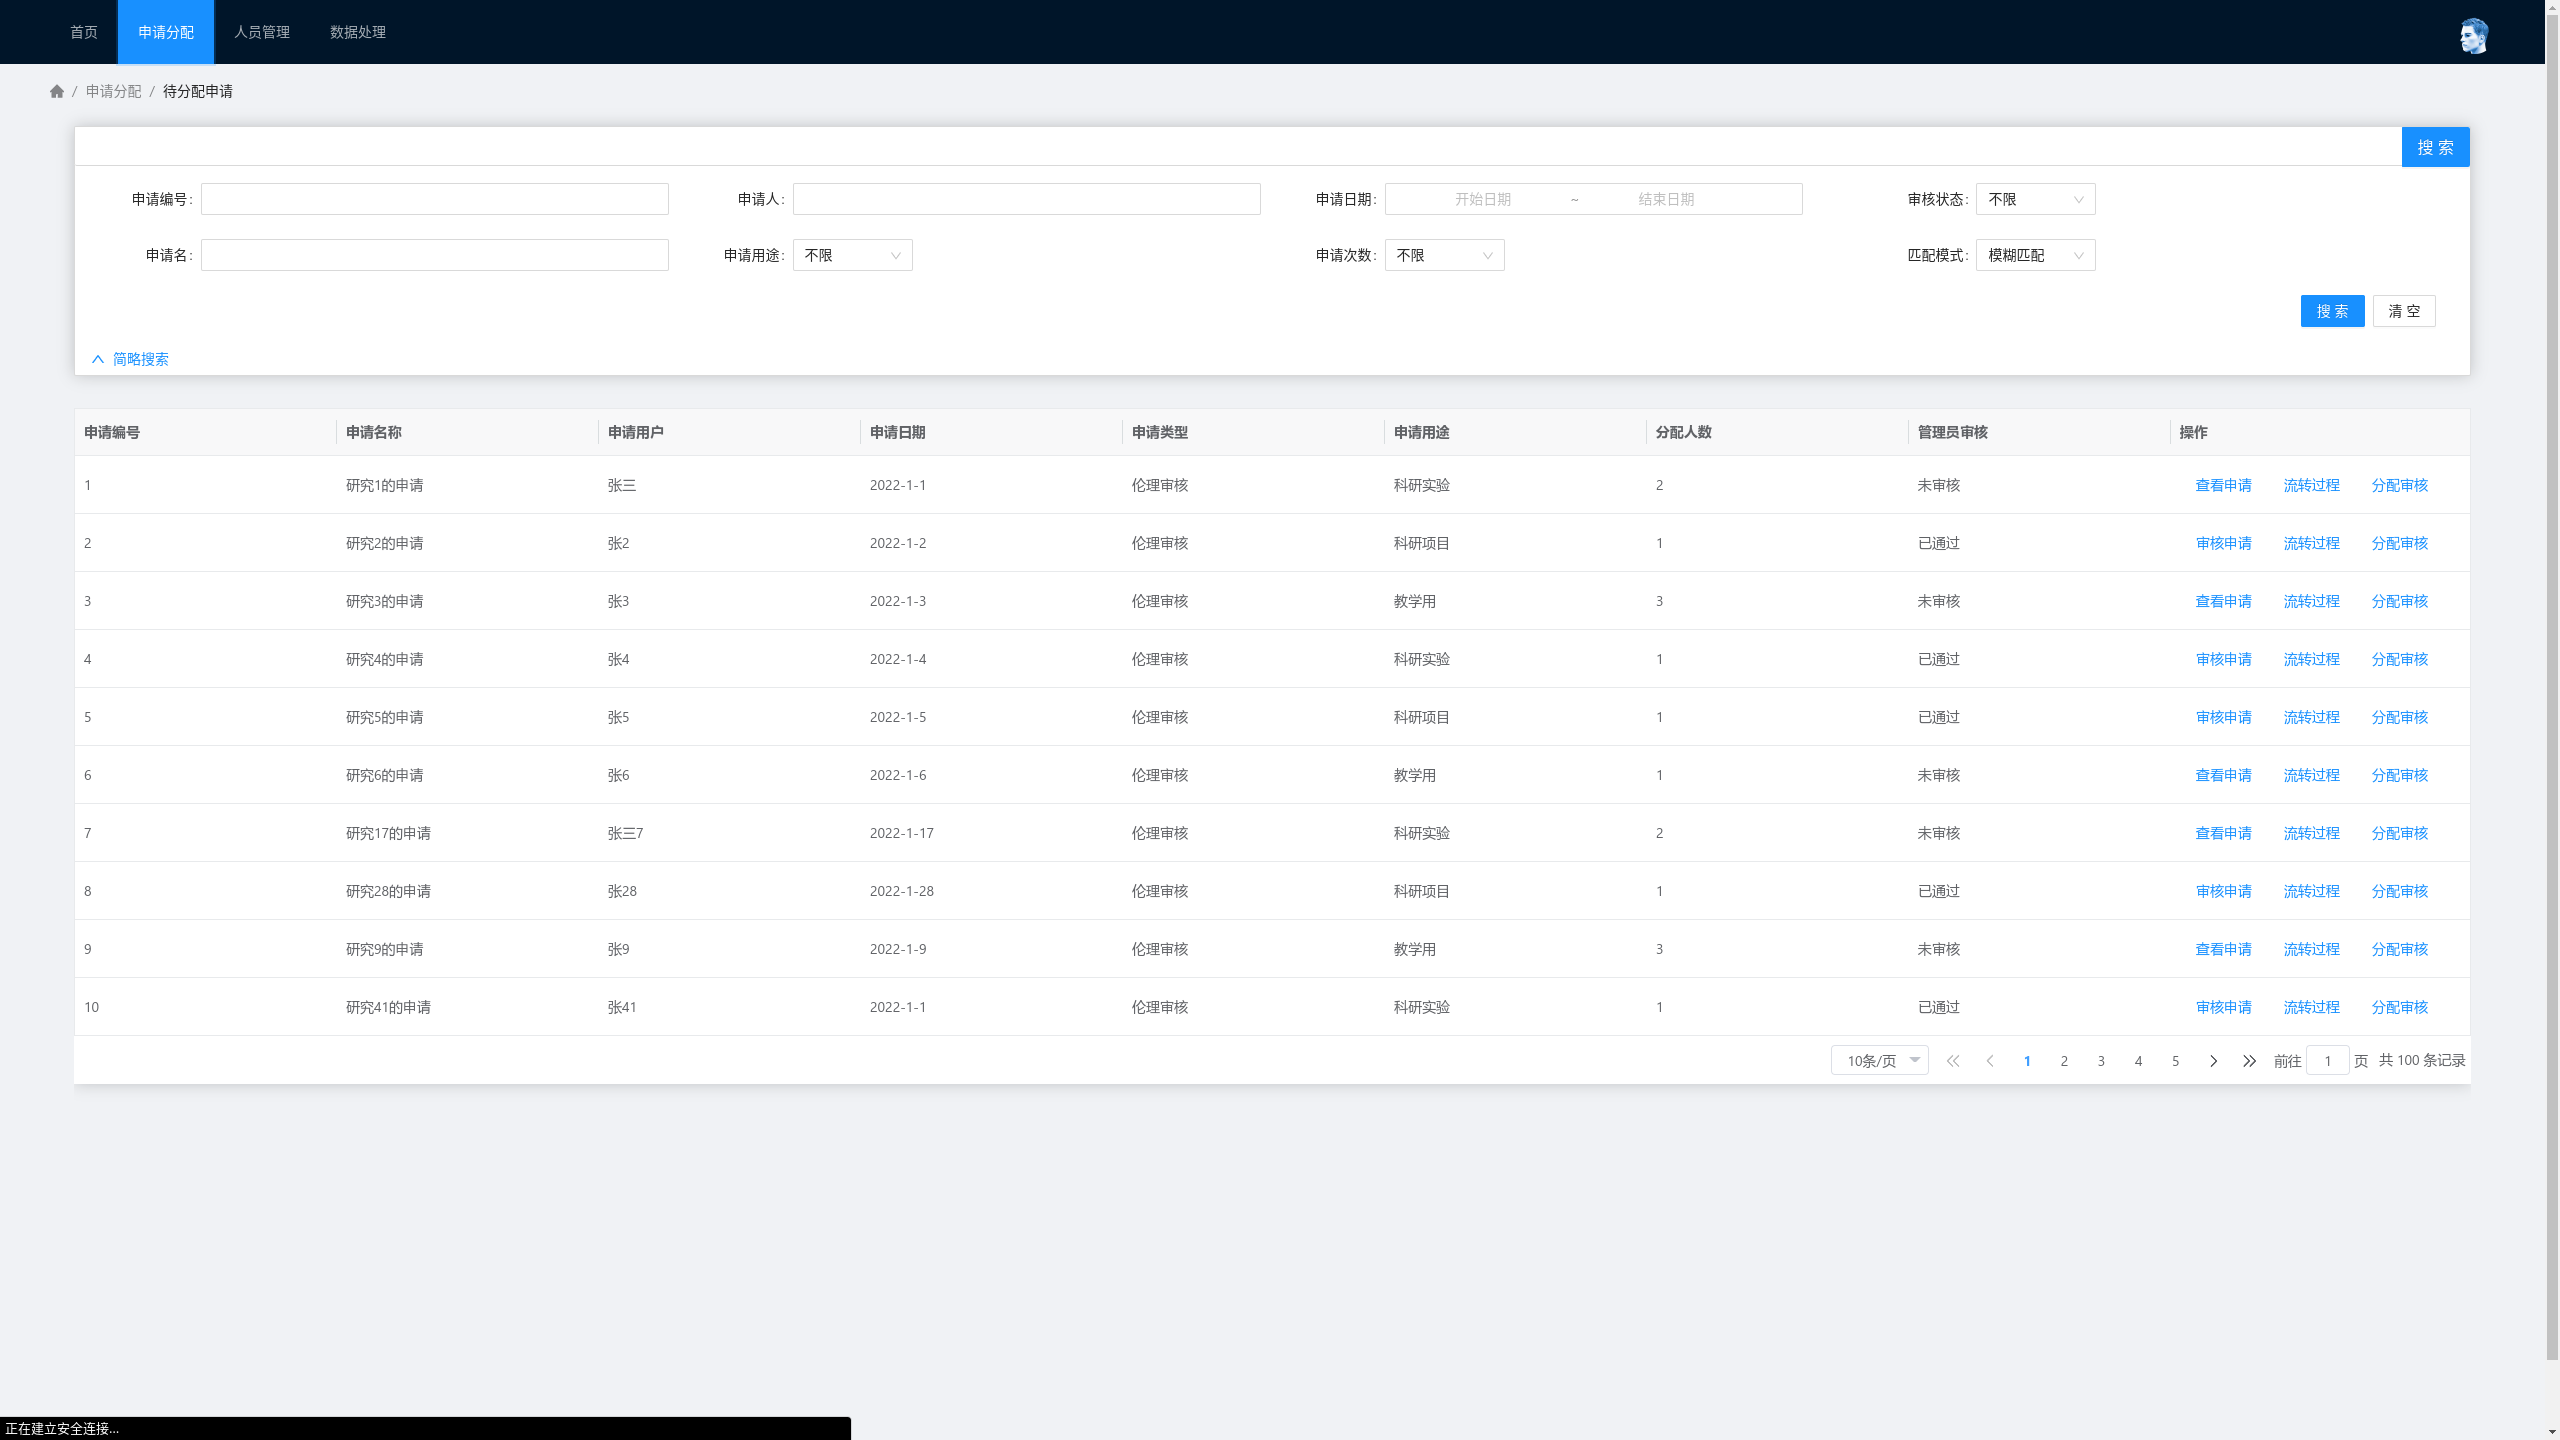 首页 申请分配 人员管理 数据处理
/ 申请分配 / 待分配申请
搜 索
申请编号: 申请人: 申请日期: 开始日期 ~ 结束日期 审核状态: 不限
申请名: 申请用途: 不限 申请次数: 不限 匹配模式: 模糊匹配
搜 索 清 空
简略搜索
申请编号 申请名称 申请用户 申请日期 申请类型 申请用途 分配人数 管理员审核 操作
1 研究1的申请 张三 2022-1-1 伦理审核 科研实验 2 未审核 查看申请 流转过程 分配审核
2 研究2的申请 张2 2022-1-2 伦理审核 科研项目 1 已通过 审核申请 流转过程 分配审核
3 研究3的申请 张3 2022-1-3 伦理审核 教学用 3 未审核 查看申请 流转过程 分配审核
4 研究4的申请 张4 2022-1-4 伦理审核 科研实验 1 已通过 审核申请 流转过程 分配审核
5 研究5的申请 张5 2022-1-5 伦理审核 科研项目 1 已通过 审核申请 流转过程 分配审核
6 研究6的申请 张6 2022-1-6 伦理审核 教学用 1 未审核 查看申请 流转过程 分配审核
7 研究17的申请 张三7 2022-1-17 伦理审核 科研实验 2 未审核 查看申请 流转过程 分配审核
8 研究28的申请 张28 2022-1-28 伦理审核 科研项目 1 已通过 审核申请 流转过程 分配审核
9 研究9的申请 张9 2022-1-9 伦理审核 教学用 3 未审核 查看申请 流转过程 分配审核
10 研究41的申请 张41 2022-1-1 伦理审核 科研实验 1 已通过 审核申请 流转过程 分配审核
10条/页 1 2 3 4 5 前往 1 页 共 100 条记录
正在建立安全连接...